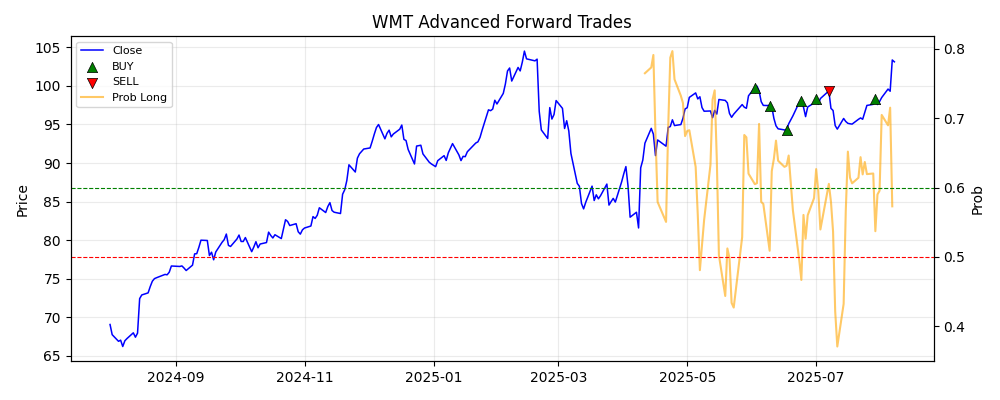 WMT Advanced Forward Trades
Close
BUY
SELL
Prob Long
105
100
95
90
85
80
75
70
65
Price
0.8
0.7
0.6
0.5
0.4
Prob
2024-09
2024-11
2025-01
2025-03
2025-05
2025-07